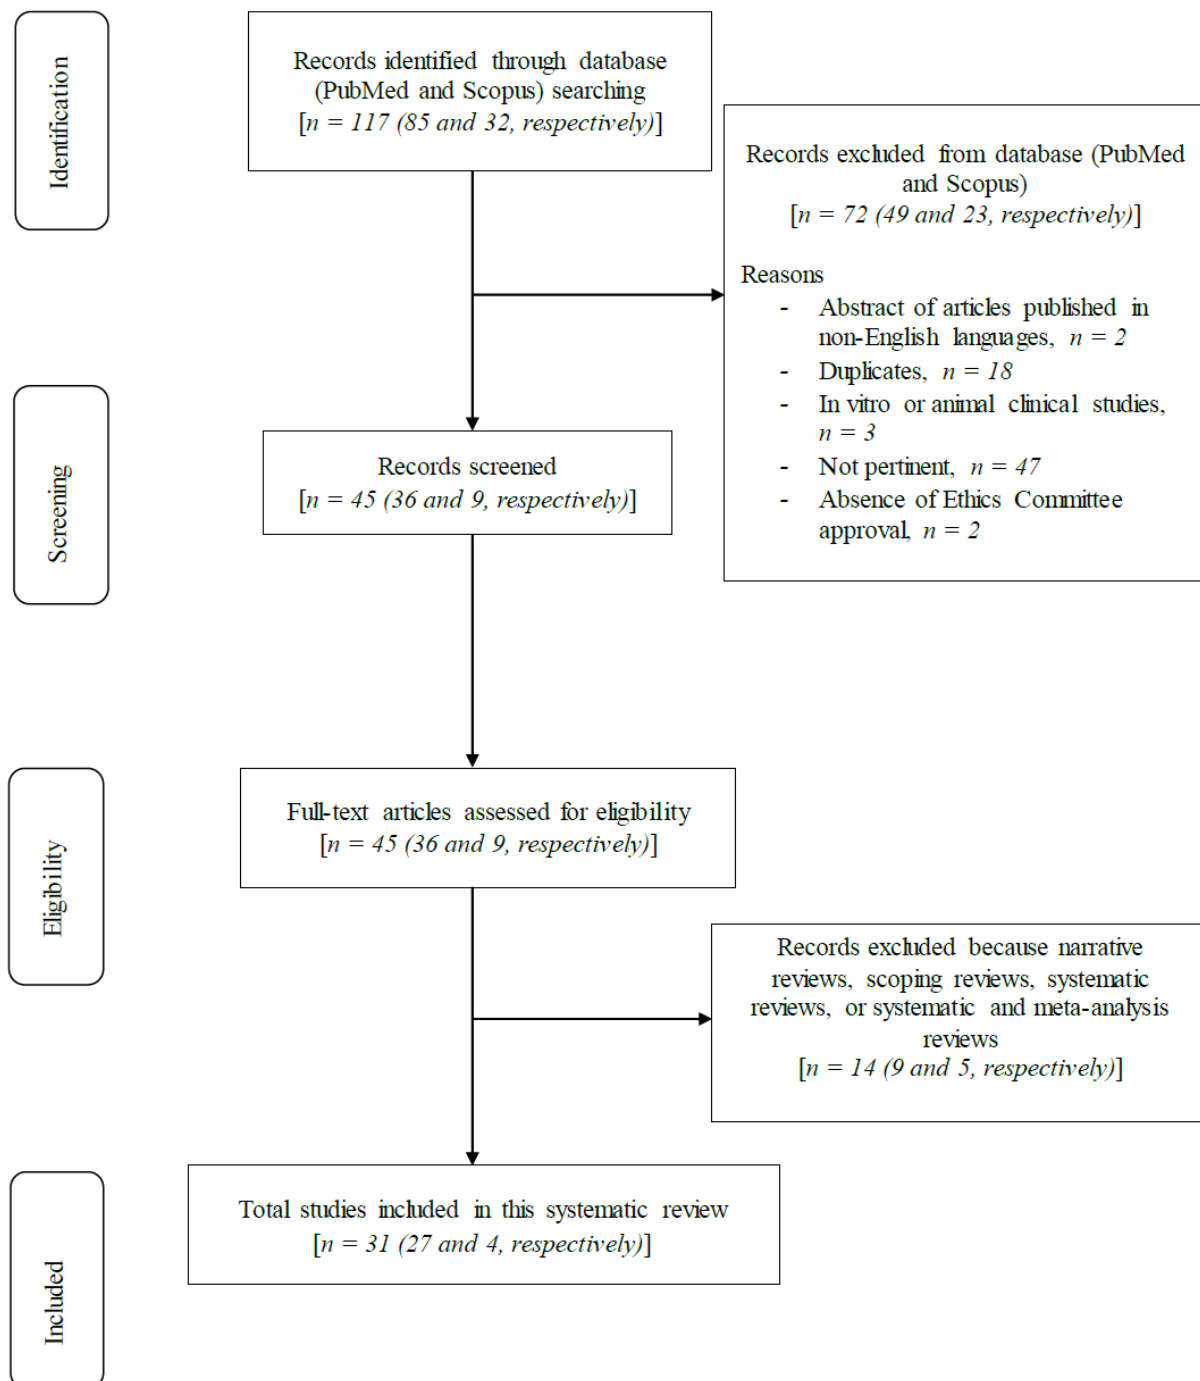 Identification
Records identified through database
(PubMed and Scopus) searching
[n = 117 (85 and 32, respectively)]
Records excluded from database (PubMed
and Scopus)
[n = 72 (49 and 23, respectively)]
Reasons
- Abstract of articles published in
non-English languages, n = 2
- Duplicates, n = 18
- In vitro or animal clinical studies,
n = 3
- Not pertinent, n = 47
- Absence of Ethics Committee
approval, n = 2
Screening
Records screened
[n = 45 (36 and 9, respectively)]
Eligibility
Full-text articles assessed for eligibility
[n = 45 (36 and 9, respectively)]
Records excluded because narrative
reviews, scoping reviews, systematic
reviews, or systematic and meta-analysis
reviews
[n = 14 (9 and 5, respectively)]
Included
Total studies included in this systematic review
[n = 31 (27 and 4, respectively)]